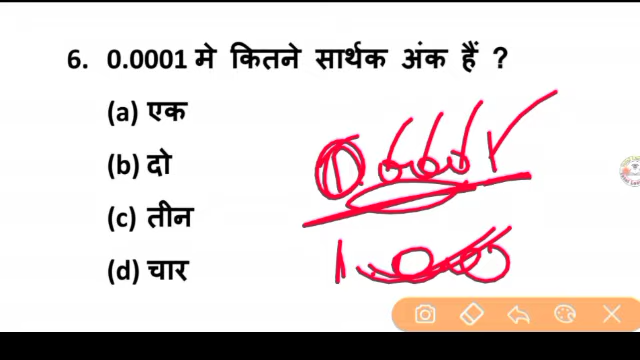 6. 0.0001 मे कितने सार्थक अंक हैं ?
(a) एक
(b) दो
(c) तीन
(d) चार